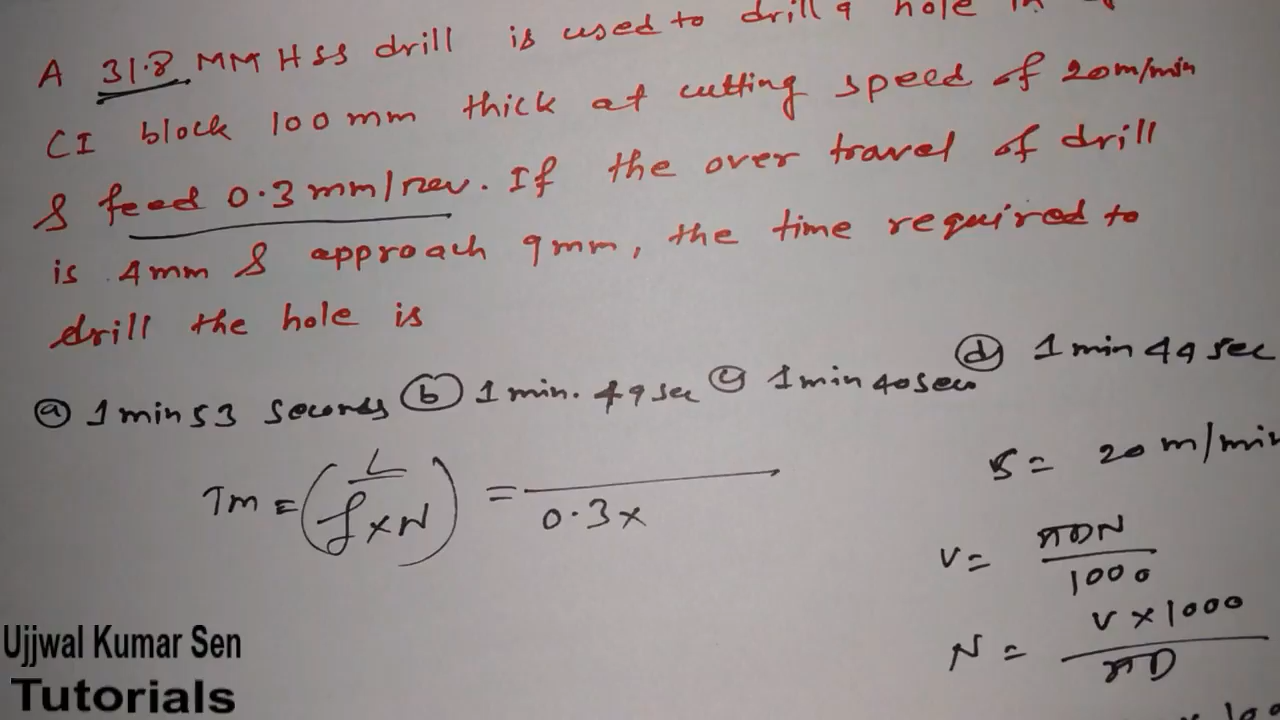 A 31.8 MM HSS drill is used to drill a hole in
CI block 100 mm thick at cutting speed of 20m/min
& feed 0.3 mm/rev. If the over travel of drill
is 4mm & approach 9mm, the time required to
drill the hole is
(a) 1 min 53 seconds (b) 1 min. 49 sec (c) 1 min 40 sec (d) 1 min 44 sec
Tm = (L / f × N) = / 0.3 ×
S = 20 m/min
V = πDN / 1000
N = V × 1000 / πD
Ujjwal Kumar Sen
Tutorials